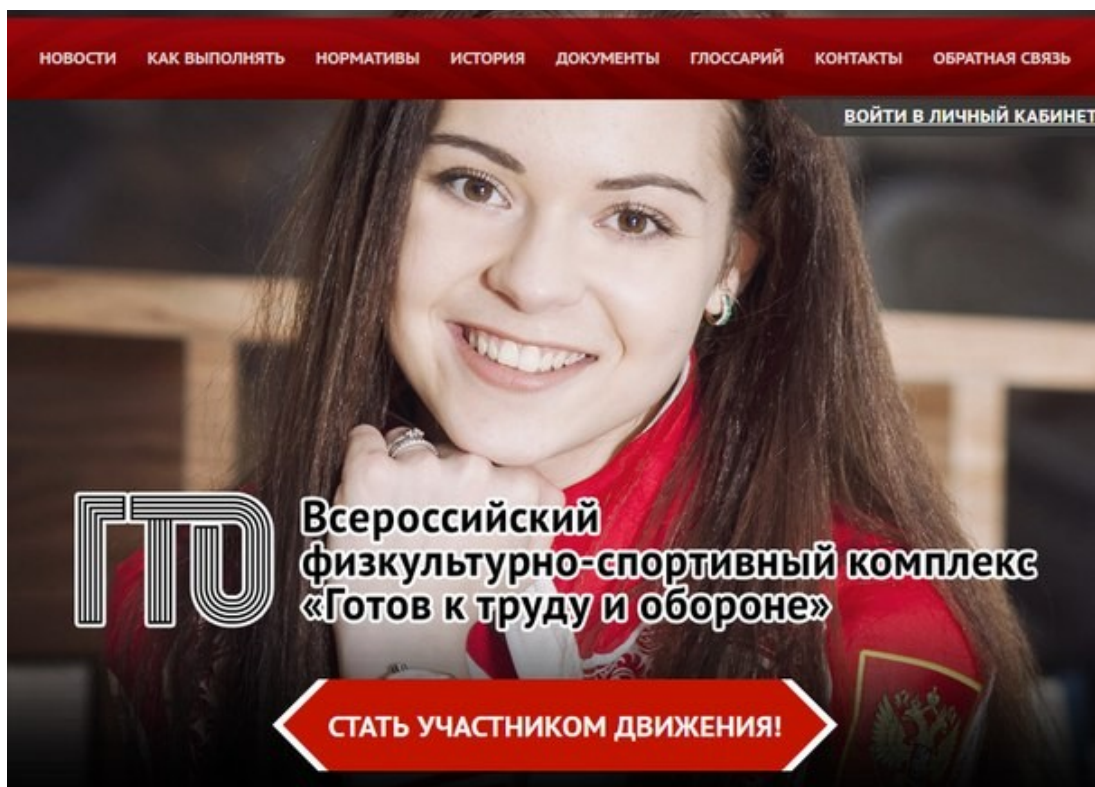 НОВОСТИ КАК ВЫПОЛНЯТЬ НОРМАТИВЫ ИСТОРИЯ ДОКУМЕНТЫ ГЛОССАРИЙ КОНТАКТЫ ОБРАТНАЯ СВЯЗЬ
ВОЙТИ В ЛИЧНЫЙ КАБИНЕТ
ГТО
Всероссийский
физкультурно-спортивный комплекс
«Готов к труду и обороне»
СТАТЬ УЧАСТНИКОМ ДВИЖЕНИЯ!